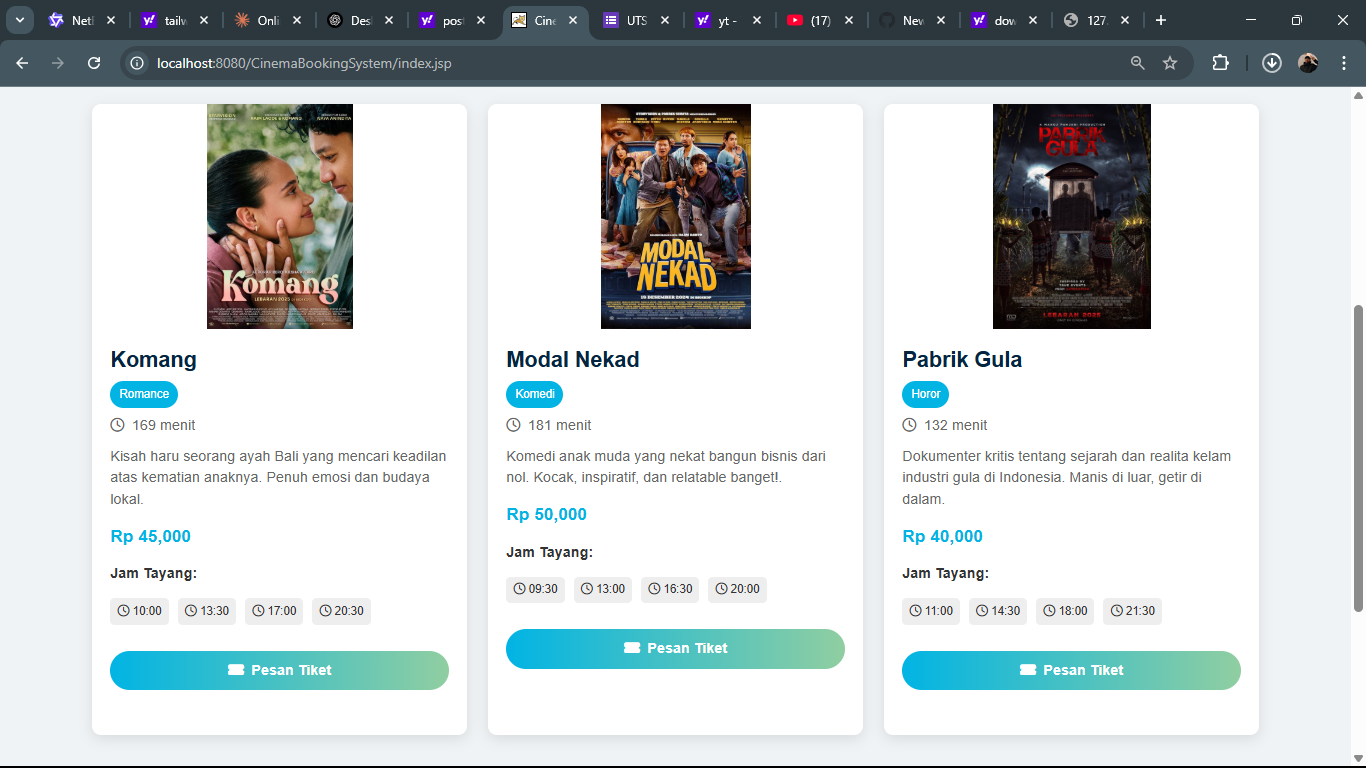 Net
tailw
Onli
Des
post
Cine
UTS
yt -
(17)
New
dow
127.
localhost:8080/CinemaBookingSystem/index.jsp
Komang
LEBARAN 2025
MODAL
NEKAD
PABRIK
GULA
LEBARAN 2025
Komang
Romance
169 menit
Kisah haru seorang ayah Bali yang mencari keadilan
atas kematian anaknya. Penuh emosi dan budaya
lokal.
Rp 45,000
Jam Tayang:
10:00 13:30 17:00 20:30
Pesan Tiket
Modal Nekad
Komedi
181 menit
Komedi anak muda yang nekat bangun bisnis dari
nol. Kocak, inspiratif, dan relatable banget!.
Rp 50,000
Jam Tayang:
09:30 13:00 16:30 20:00
Pesan Tiket
Pabrik Gula
Horor
132 menit
Dokumenter kritis tentang sejarah dan realita kelam
industri gula di Indonesia. Manis di luar, getir di
dalam.
Rp 40,000
Jam Tayang:
11:00 14:30 18:00 21:30
Pesan Tiket